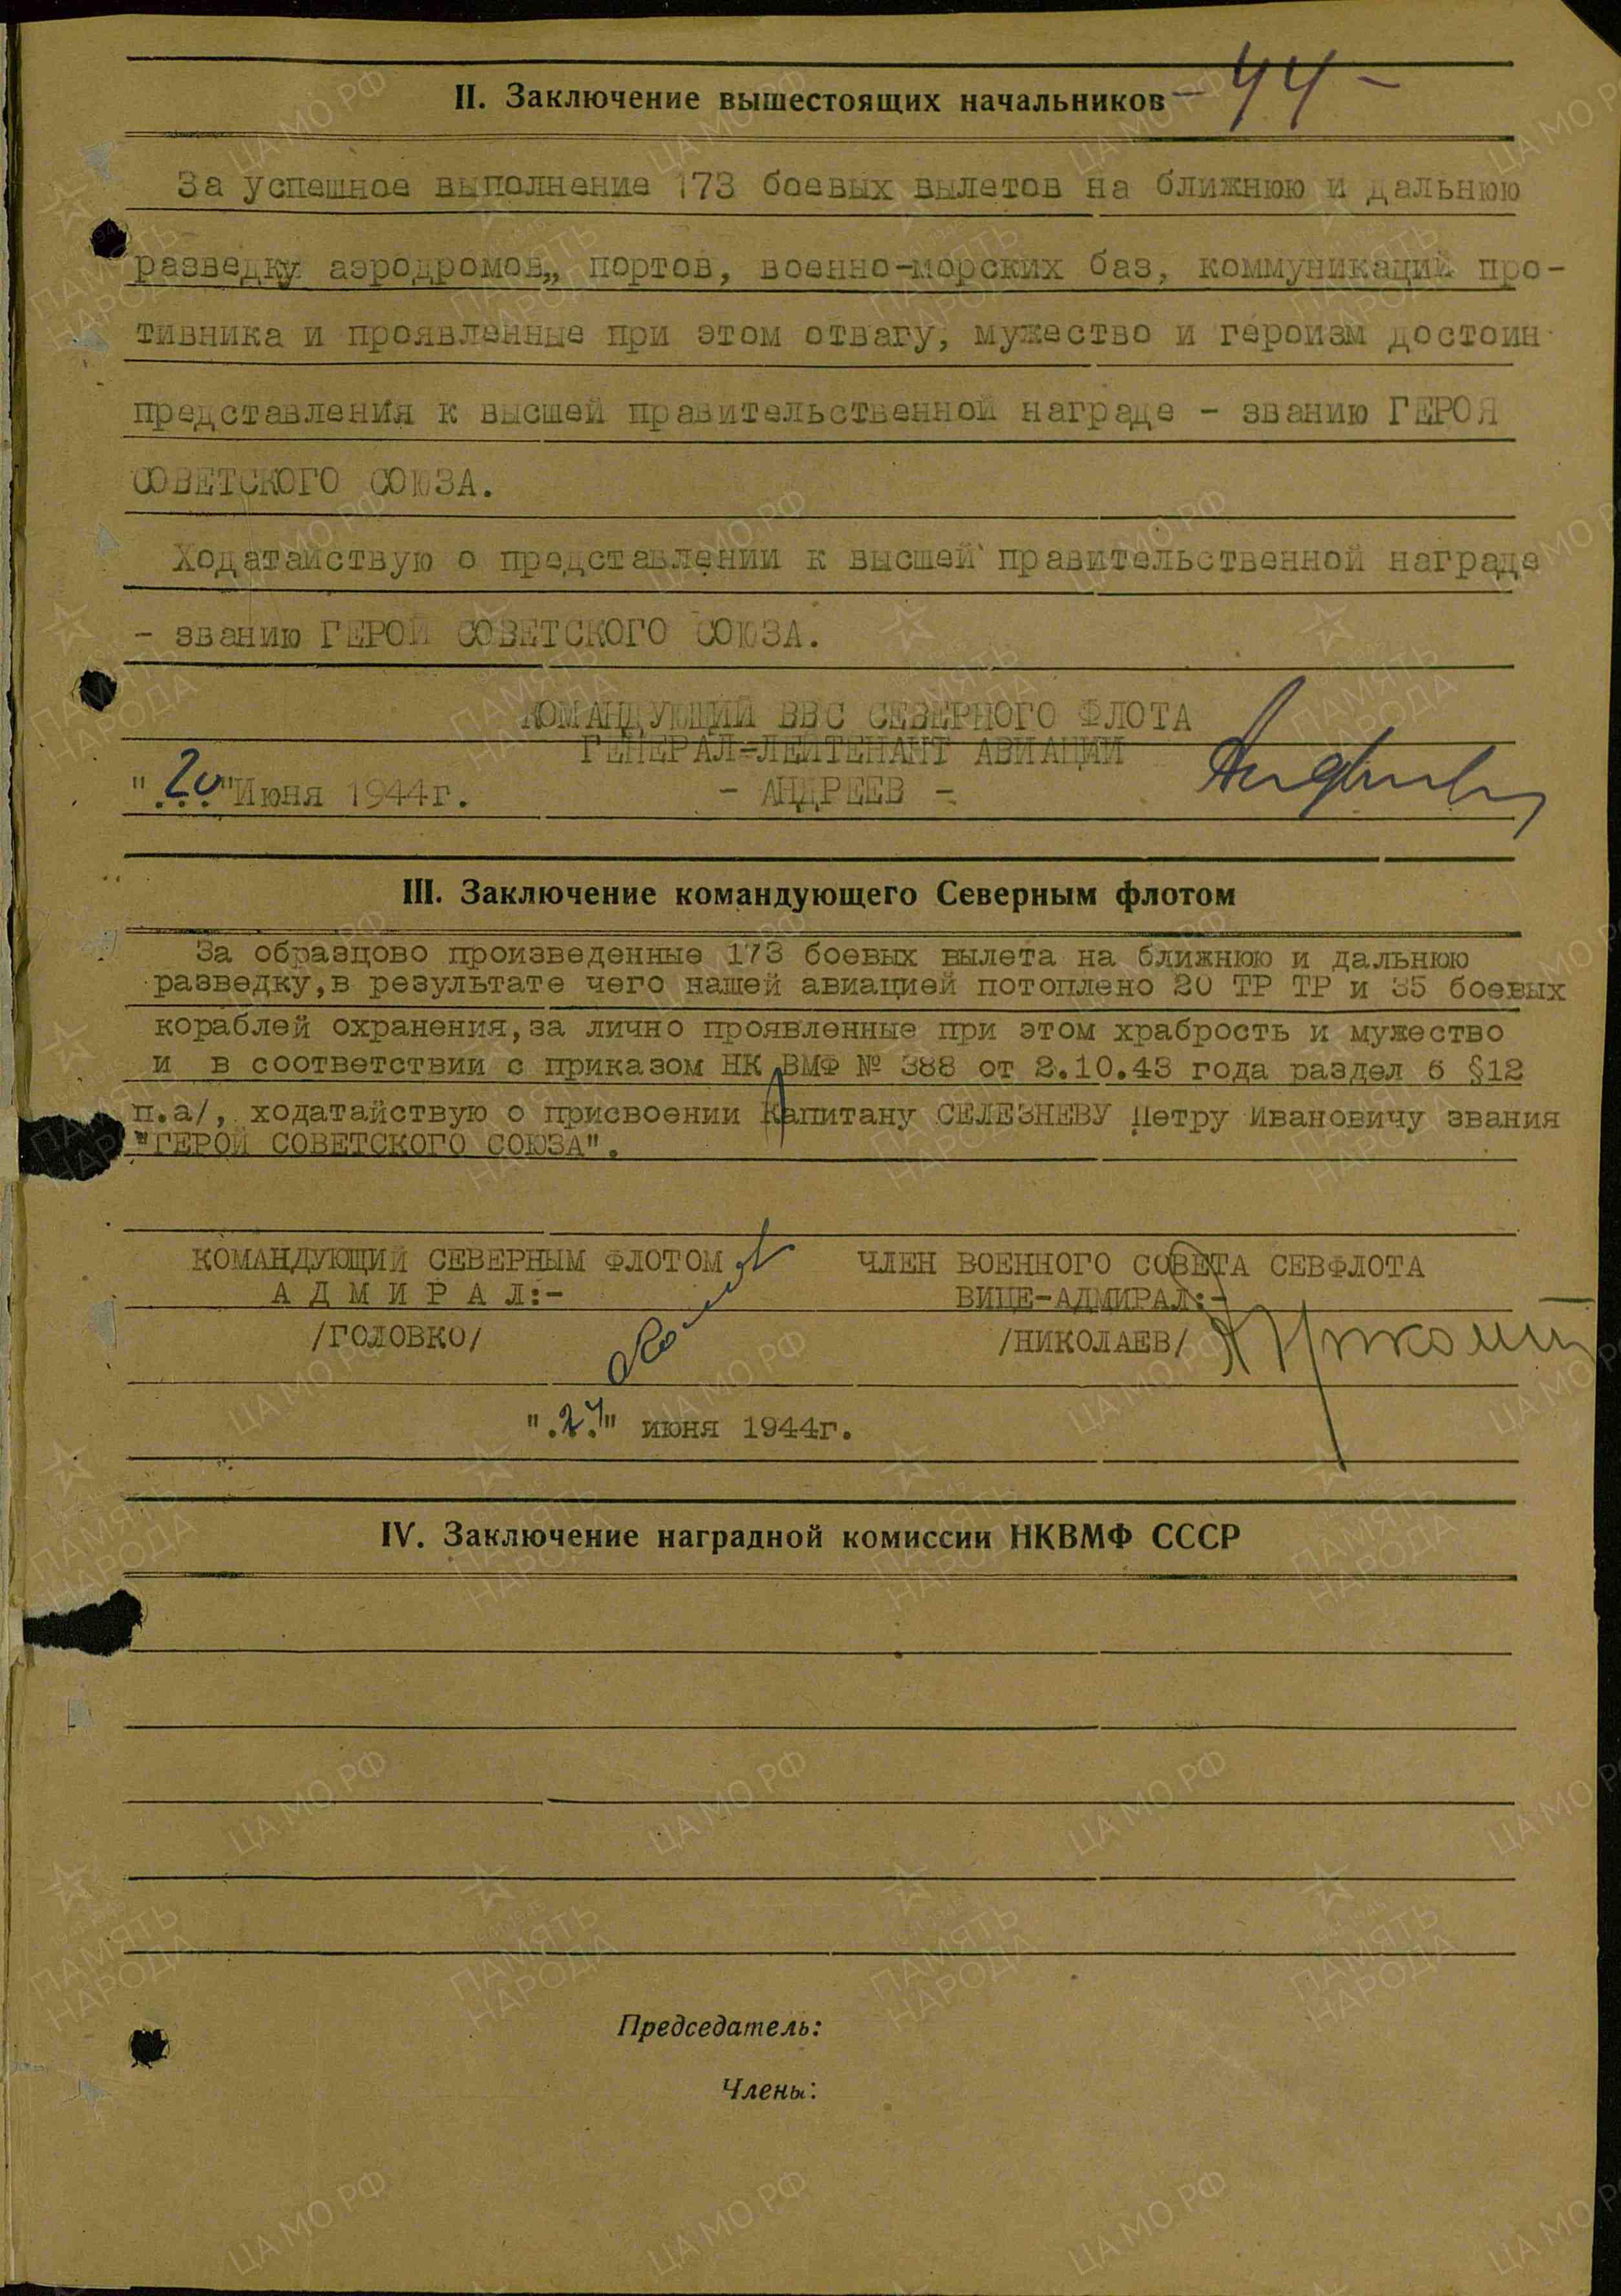 II. Заключение вышестоящих начальников - 44 -
За успешное выполнение 173 боевых вылетов на ближнюю и дальнюю
разведку аэродромов,, портов, военно-морских баз, коммуникаций про-
тивника и проявленные при этом отвагу, мужество и героизм достоин
представления к высшей правительственной награде - званию ГЕРОЯ
СОВЕТСКОГО СОЮЗА.
Ходатайствую о представлении к высшей правительственной награде
- званию ГЕРОЙ СОВЕТСКОГО СОЮЗА.
КОМАНДУЮЩИЙ ВВС СЕВЕРНОГО ФЛОТА
ГЕНЕРАЛ-ЛЕЙТЕНАНТ АВИАЦИИ
"20" Июня 1944г. - АНДРЕЕВ -
III. Заключение командующего Северным флотом
За образцово произведенные 173 боевых вылета на ближнюю и дальнюю
разведку, в результате чего нашей авиацией потоплено 20 ТР ТР и 35 боевых
кораблей охранения, за лично проявленные при этом храбрость и мужество
и в соответствии с приказом НК ВМФ № 388 от 2.10.43 года раздел 6 §12
п.а/, ходатайствую о присвоении Капитану СЕЛЕЗНЕВУ Петру Ивановичу звания
"ГЕРОЙ СОВЕТСКОГО СОЮЗА".
КОМАНДУЮЩИЙ СЕВЕРНЫМ ФЛОТОМ ЧЛЕН ВОЕННОГО СОВЕТА СЕВФЛОТА
А Д М И Р А Л:- ВИЦЕ-АДМИРАЛ:-
/ГОЛОВКО/ /НИКОЛАЕВ/
"24" июня 1944г.
IV. Заключение наградной комиссии НКВМФ СССР
Председатель:
Члены:
ЦА МО РФ
ПАМЯТЬ
НАРОДА